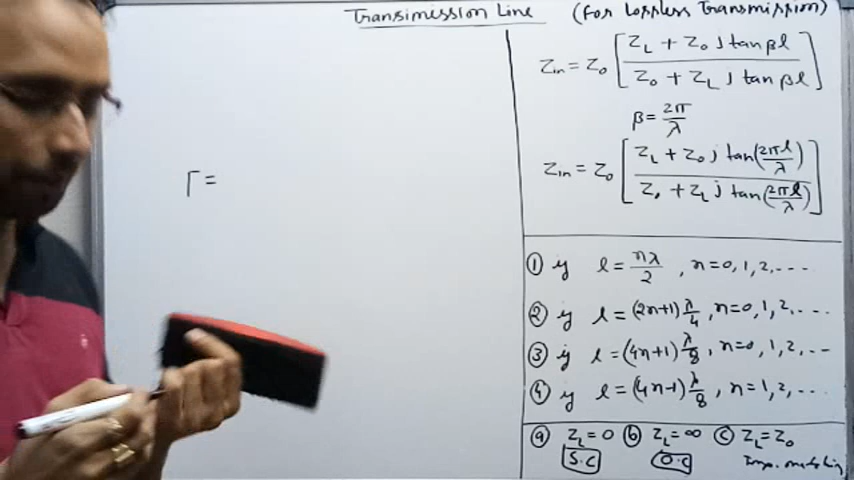 Transimession Line (For Lossless Transmission)
Γ =
Zin = Z0 [ ZL + Z0 j tan βl / Z0 + ZL j tan βl ]
β = 2π / λ
Zin = Z0 [ ZL + Z0 j tan(2πl/λ) / Z0 + ZL j tan(2πl/λ) ]
① if l = nλ/2 , n=0,1,2,---
② if l = (2n+1) λ/4 , n=0,1,2,...
③ if l = (4n+1) λ/8 , n=0,1,2,--
④ if l = (4n-1) λ/8 , n=1,2,...
ⓐ ZL = 0 ⓑ ZL = ∞ ⓒ ZL = Z0
S.C O.C Imp. matching